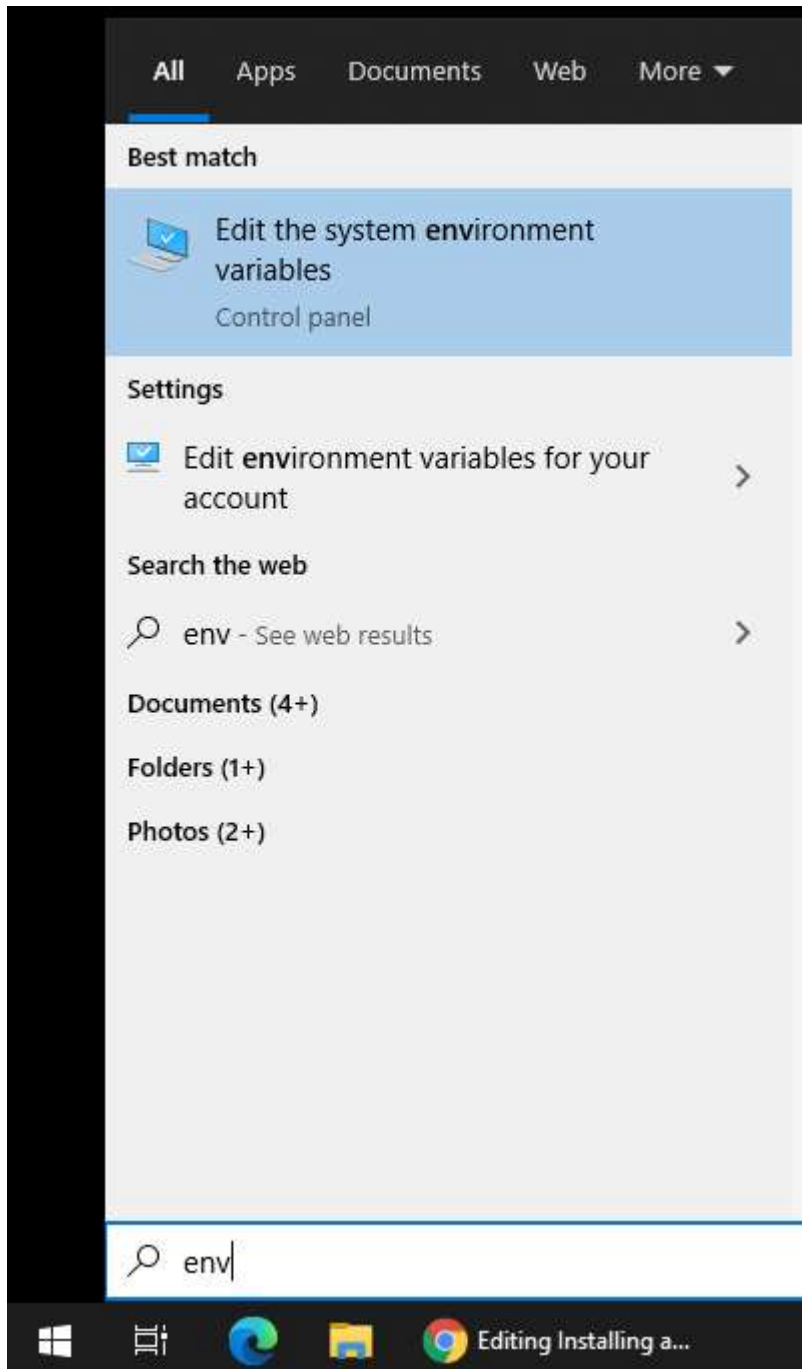 All Apps Documents Web More
Best match
Edit the system environment
variables
Control panel
Settings
Edit environment variables for your
account
Search the web
env - See web results
Documents (4+)
Folders (1+)
Photos (2+)
env
Editing Installing a...